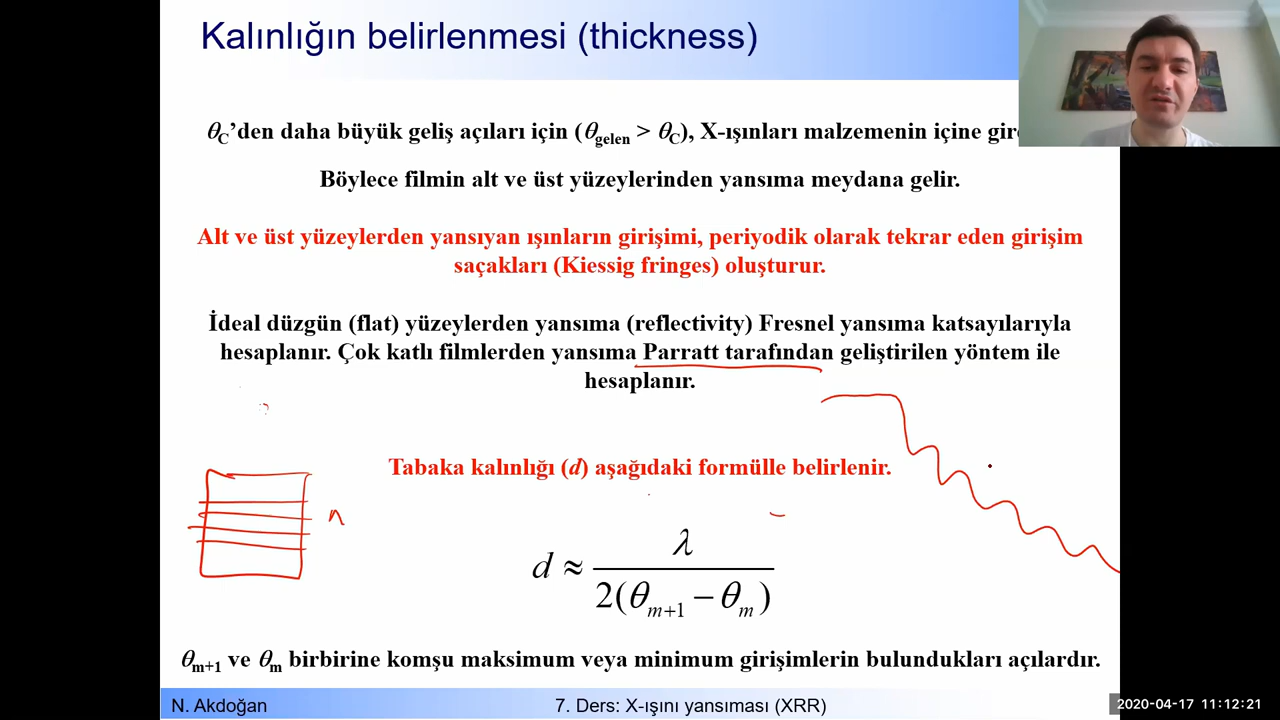 Kalınlığın belirlenmesi (thickness)
θC’den daha büyük geliş açıları için (θgelen > θC), X-ışınları malzemenin içine
Böylece filmin alt ve üst yüzeylerinden yansıma meydana gelir.
Alt ve üst yüzeylerden yansıyan ışınların girişimi, periyodik olarak tekrar eden girişim
saçakları (Kiessig fringes) oluşturur.
İdeal düzgün (flat) yüzeylerden yansıma (reflectivity) Fresnel yansıma katsayılarıyla
hesaplanır. Çok katlı filmlerden yansıma Parratt tarafından geliştirilen yöntem ile
hesaplanır.
Tabaka kalınlığı (d) aşağıdaki formülle belirlenir.
n
d ≈ λ / 2(θm+1 − θm)
θm+1 ve θm birbirine komşu maksimum veya minimum girişimlerin bulundukları açılardır.
N. Akdoğan
7. Ders: X-ışını yansıması (XRR)
2020-04-17 11:12:21